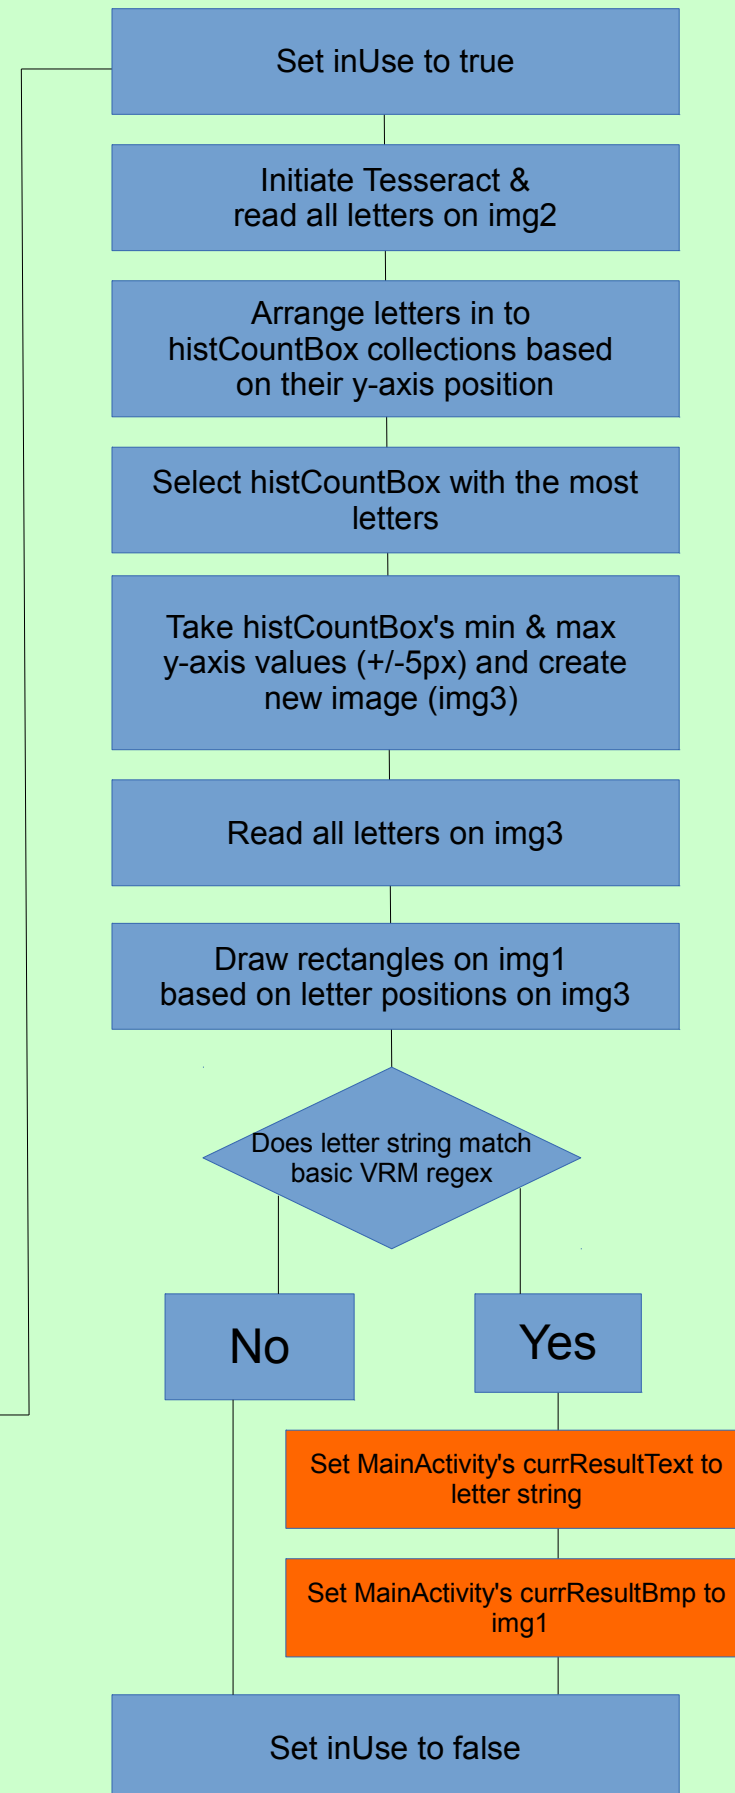 Set inUse to true
Initiate Tesseract &
read all letters on img2
Arrange letters in to
histCountBox collections based
on their y-axis position
Select histCountBox with the most
letters
Take histCountBox's min & max
y-axis values (+/-5px) and create
new image (img3)
Read all letters on img3
Draw rectangles on img1
based on letter positions on img3
Does letter string match
basic VRM regex
No
Yes
Set MainActivity's currResultText to
letter string
Set MainActivity's currResultBmp to
img1
Set inUse to false